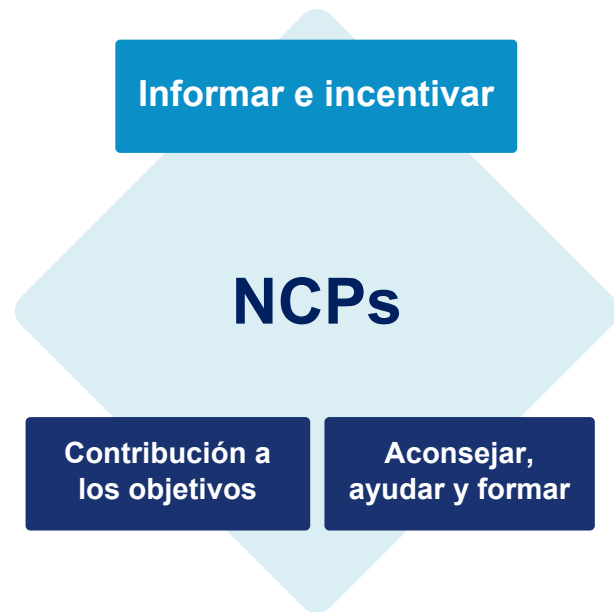 Informar e incentivar
NCPs
Contribución a
los objetivos
Aconsejar,
ayudar y formar